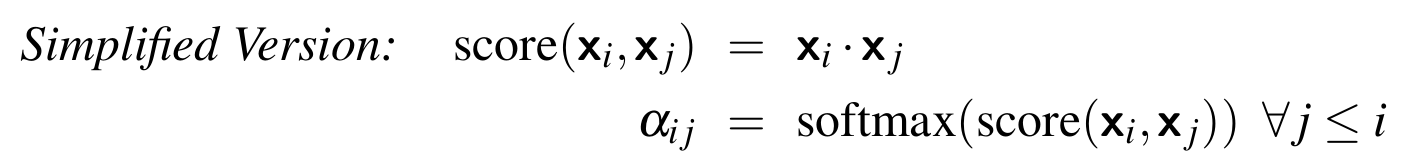 Simplified Version: score(xᵢ, xⱼ) = xᵢ · xⱼ
αᵢⱼ = softmax(score(xᵢ, xⱼ)) ∀j ≤ i